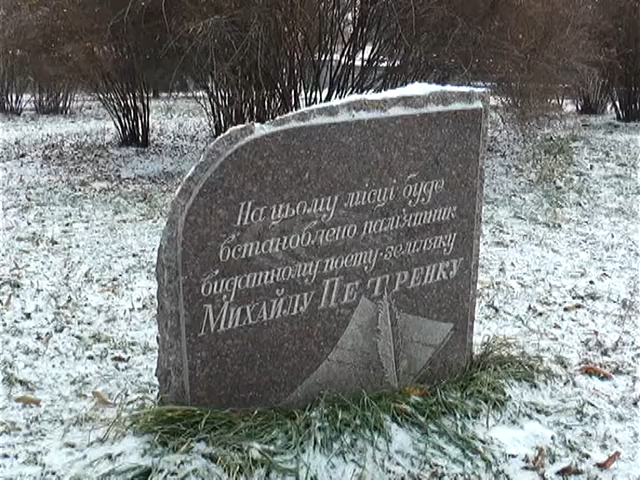 На цьому місці буде
встановлено пам'ятник
видатному поету-земляку
Михайлу Петренку